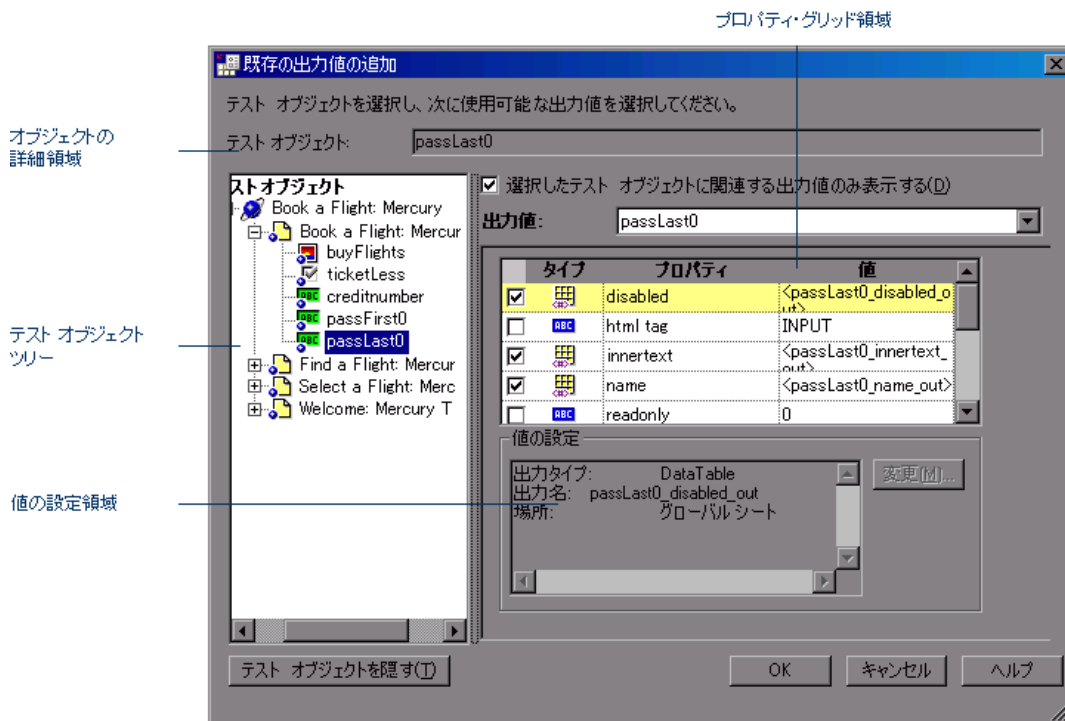 プロパティ・グリッド領域
既存の出力値の追加
テスト オブジェクトを選択し、次に使用可能な出力値を選択してください。
オブジェクトの
詳細領域
テスト オブジェクト:
passLast0
ストオブジェクト
Book a Flight: Mercury
Book a Flight: Mercur
buyFlights
ticketLess
creditnumber
passFirst0
passLast0
Find a Flight: Mercur
Select a Flight: Merc
Welcome: Mercury T
テスト オブジェクト
ツリー
選択したテスト オブジェクトに関連する出力値のみ表示する(D)
出力値:
passLast0
タイプ プロパティ 値
disabled <passLast0_disabled_o
ut>
ABC html tag INPUT
innertext <passLast0_innertext_
out>
name <passLast0_name_out>
ABC readonly 0
値の設定
出力タイプ: DataTable
出力名: passLast0_disabled_out
場所: グローバル シート
変更(M)...
値の設定領域
テスト オブジェクトを隠す(T)
OK
キャンセル
ヘルプ